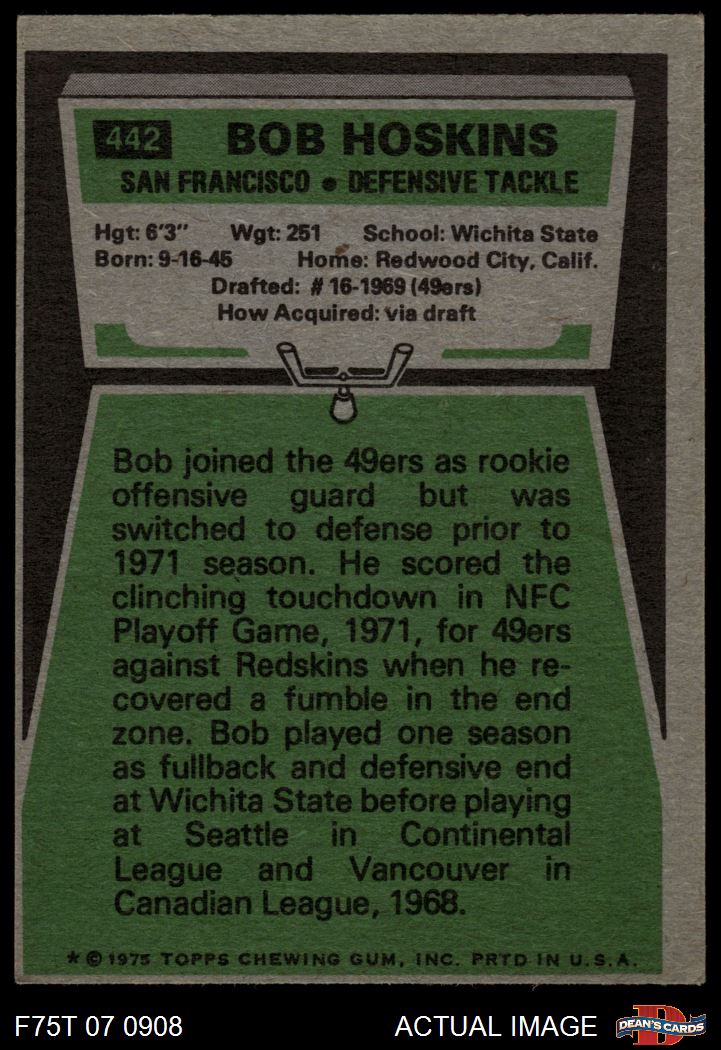 442 BOB HOSKINS
SAN FRANCISCO • DEFENSIVE TACKLE
Hgt: 6'3" Wgt: 251 School: Wichita State
Born: 9-16-45 Home: Redwood City, Calif.
Drafted: # 16-1969 (49ers)
How Acquired: via draft
Bob joined the 49ers as rookie
offensive guard but was
switched to defense prior to
1971 season. He scored the
clinching touchdown in NFC
Playoff Game, 1971, for 49ers
against Redskins when he re-
covered a fumble in the end
zone. Bob played one season
as fullback and defensive end
at Wichita State before playing
at Seattle in Continental
League and Vancouver in
Canadian League, 1968.
* © 1975 TOPPS CHEWING GUM, INC. PRTD IN U.S.A.
F75T 07 0908 ACTUAL IMAGE DEAN'S CARDS